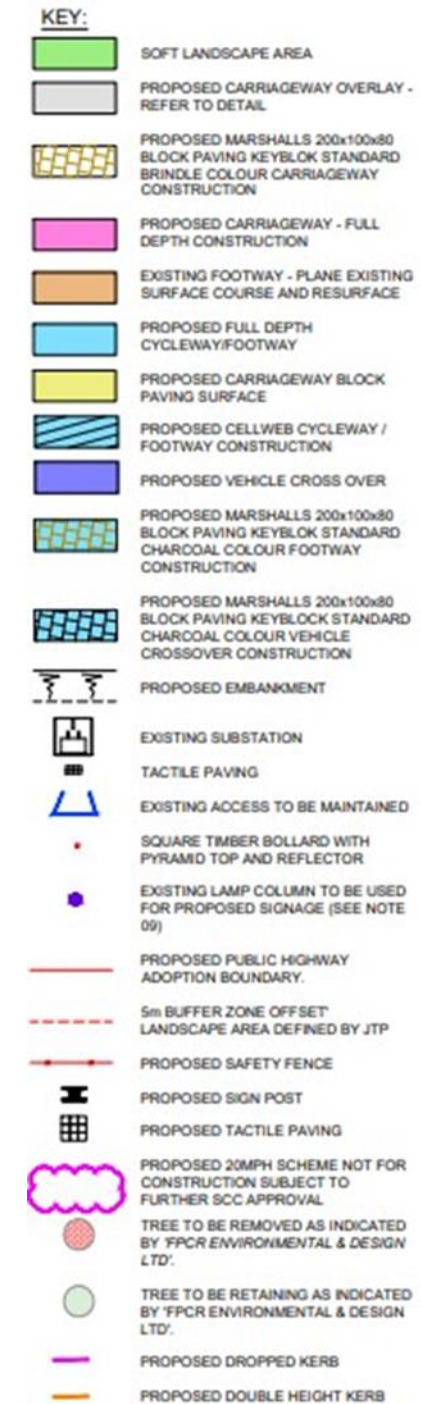 KEY:
SOFT LANDSCAPE AREA
PROPOSED CARRIAGEWAY OVERLAY -
REFER TO DETAIL
PROPOSED MARSHALLS 200x100x80
BLOCK PAVING KEYBLOK STANDARD
BRINDLE COLOUR CARRIAGEWAY
CONSTRUCTION
PROPOSED CARRIAGEWAY - FULL
DEPTH CONSTRUCTION
EXISTING FOOTWAY - PLANE EXISTING
SURFACE COURSE AND RESURFACE
PROPOSED FULL DEPTH
CYCLEWAY/FOOTWAY
PROPOSED CARRIAGEWAY BLOCK
PAVING SURFACE
PROPOSED CELLWEB CYCLEWAY /
FOOTWAY CONSTRUCTION
PROPOSED VEHICLE CROSS OVER
PROPOSED MARSHALLS 200x100x80
BLOCK PAVING KEYBLOK STANDARD
CHARCOAL COLOUR FOOTWAY
CONSTRUCTION
PROPOSED MARSHALLS 200x100x80
BLOCK PAVING KEYBLOCK STANDARD
CHARCOAL COLOUR VEHICLE
CROSSOVER CONSTRUCTION
PROPOSED EMBANKMENT
EXISTING SUBSTATION
TACTILE PAVING
EXISTING ACCESS TO BE MAINTAINED
SQUARE TIMBER BOLLARD WITH
PYRAMID TOP AND REFLECTOR
EXISTING LAMP COLUMN TO BE USED
FOR PROPOSED SIGNAGE (SEE NOTE
09)
PROPOSED PUBLIC HIGHWAY
ADOPTION BOUNDARY.
5m BUFFER ZONE OFFSET'
LANDSCAPE AREA DEFINED BY JTP
PROPOSED SAFETY FENCE
PROPOSED SIGN POST
PROPOSED TACTILE PAVING
PROPOSED 20MPH SCHEME NOT FOR
CONSTRUCTION SUBJECT TO
FURTHER SCC APPROVAL
TREE TO BE REMOVED AS INDICATED
BY 'FPCR ENVIRONMENTAL & DESIGN
LTD'.
TREE TO BE RETAINING AS INDICATED
BY 'FPCR ENVIRONMENTAL & DESIGN
LTD'.
PROPOSED DROPPED KERB
PROPOSED DOUBLE HEIGHT KERB